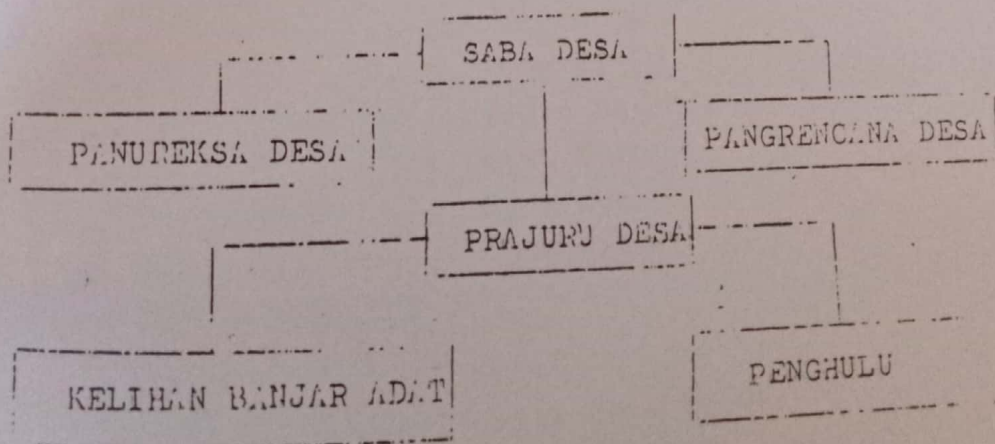 SABA DESA
PANUREKSA DESA
PANGRENCANA DESA
PRAJURU DESA
KELIHAN BANJAR ADAT
PENGHULU